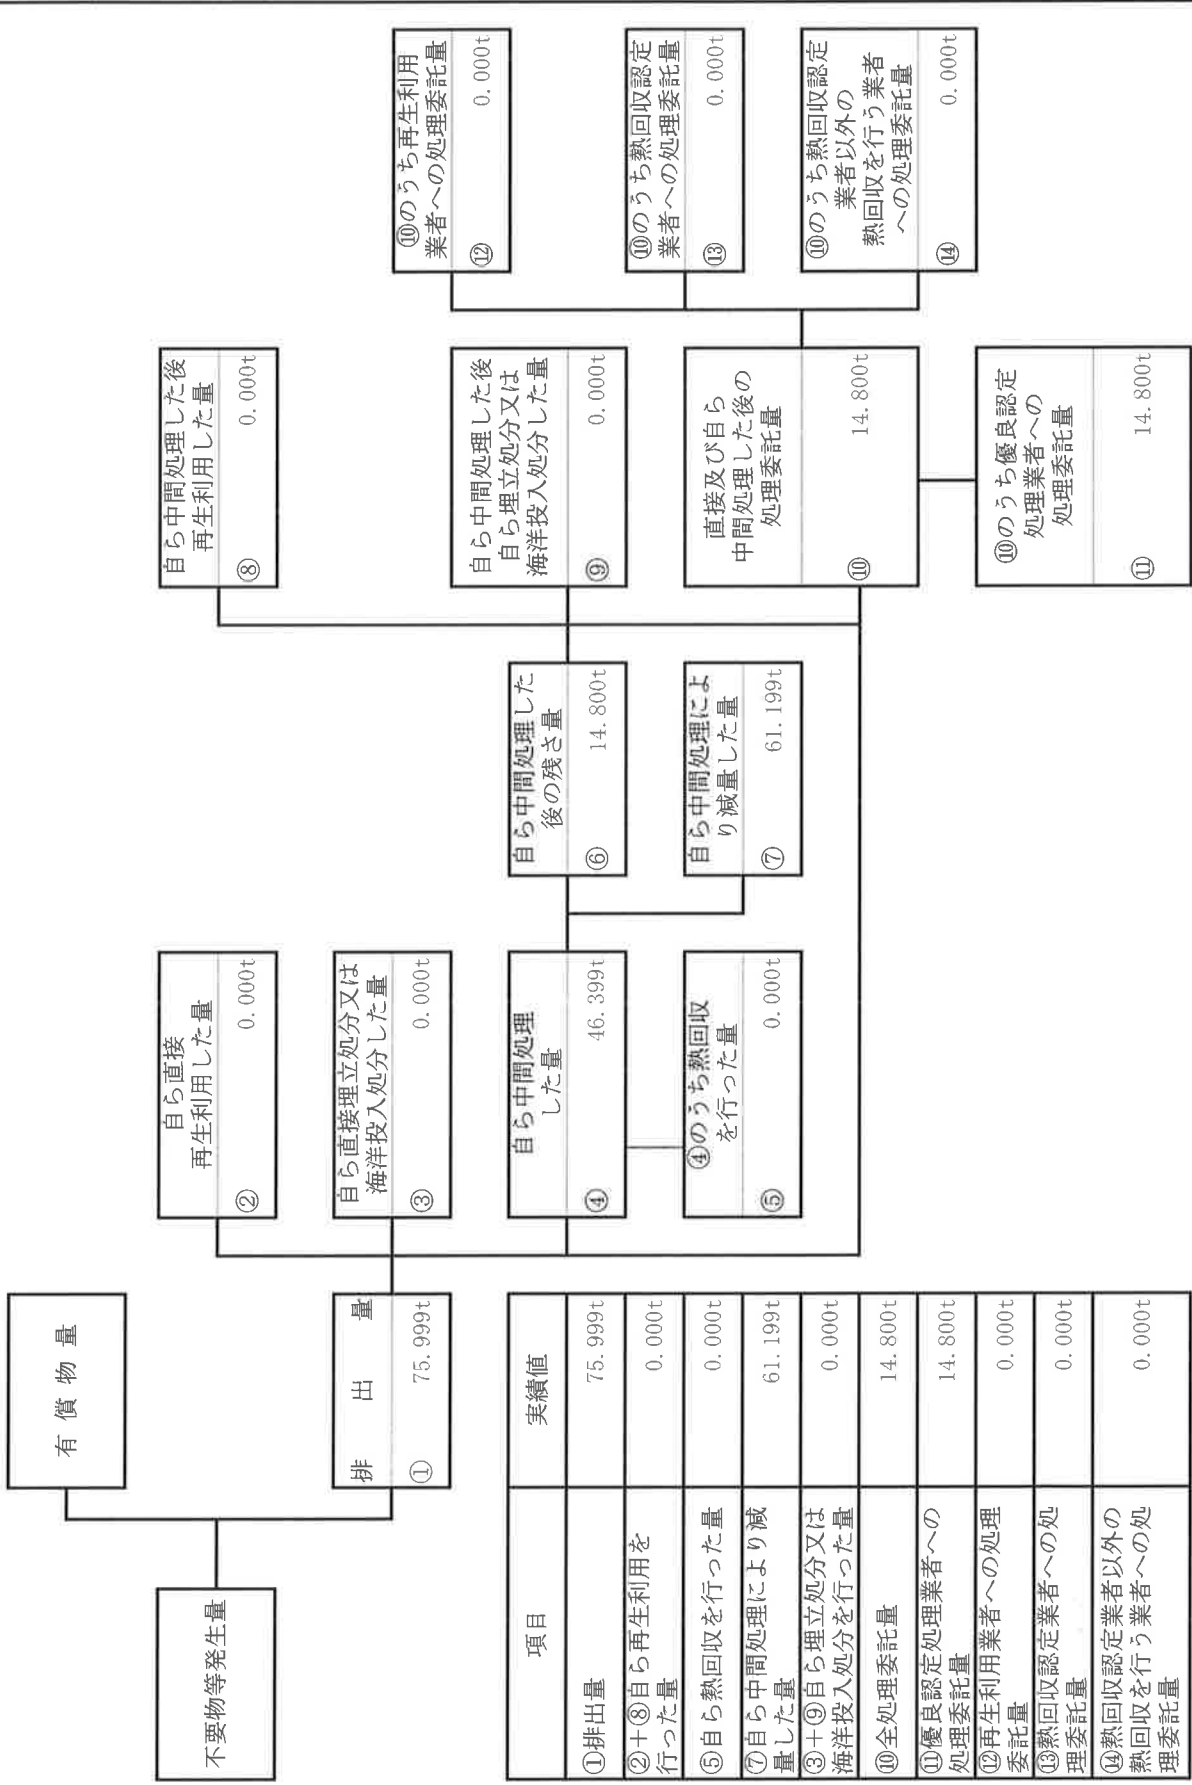 不要物等発生量
有償物量
排出量
① 75.999t
自ら直接
再生利用した量
② 0.000t
自ら直接埋立処分又は
海洋投入処分した量
③ 0.000t
自ら中間処理
した量
④ 46.399t
④のうち熱回収
を行った量
⑤ 0.000t
自ら中間処理した
後の残さ量
⑥ 14.800t
自ら中間処理によ
り減量した量
⑦ 61.199t
自ら中間処理した後
再生利用した量
⑧ 0.000t
自ら中間処理した後
自ら埋立処分又は
海洋投入処分した量
⑨ 0.000t
直接及び自ら
中間処理した後の
処理委託量
⑩ 14.800t
⑩のうち優良認定
処理業者への
処理委託量
⑪ 14.800t
⑩のうち再生利用
業者への処理委託量
⑫ 0.000t
⑩のうち熱回収認定
業者への処理委託量
⑬ 0.000t
⑩のうち熱回収認定
業者以外の
熱回収を行う業者
への処理委託量
⑭ 0.000t
項目 実績値
①排出量 75.999t
②+⑧自ら再生利用を
行った量 0.000t
⑤自ら熱回収を行った量 0.000t
⑦自ら中間処理により減
量した量 61.199t
③+⑨自ら埋立処分又は
海洋投入処分を行った量 0.000t
⑩全処理委託量 14.800t
⑪優良認定処理業者への
処理委託量 14.800t
⑫再生利用業者への処理
委託量 0.000t
⑬熱回収認定業者への処
理委託量 0.000t
⑭熱回収認定業者以外の
熱回収を行う業者への処
理委託量 0.000t